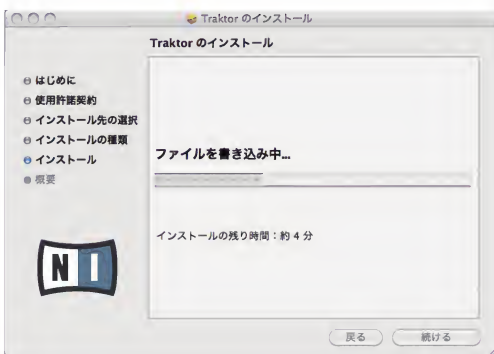 Traktor のインストール
Traktor のインストール
はじめに
使用許諾契約
インストール先の選択
インストールの種類
インストール
概要
ファイルを書き込み中...
インストールの残り時間：約 4 分
NI
戻る
続ける